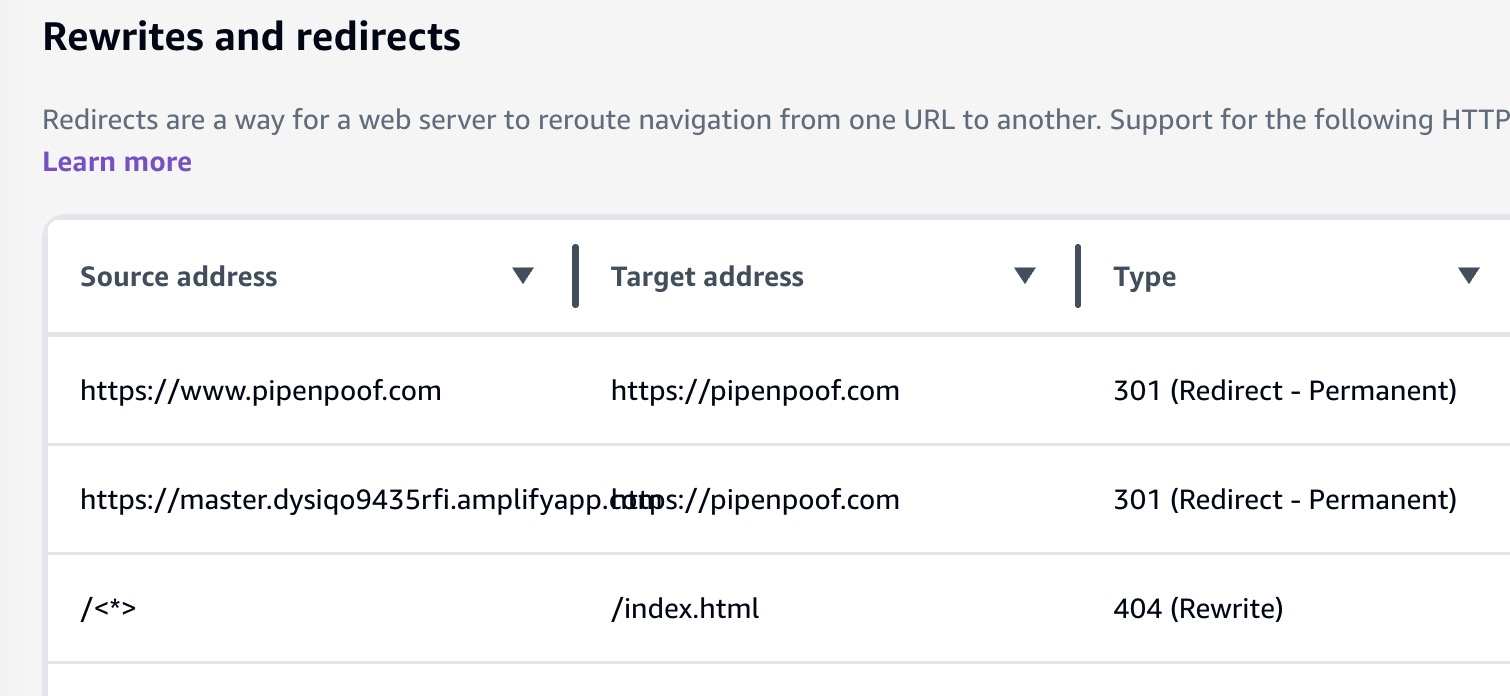 Rewrites and redirects
Redirects are a way for a web server to reroute navigation from one URL to another. Support for the following HTTP
Learn more
Source address Target address Type
https://www.pipenpoof.com https://pipenpoof.com 301 (Redirect - Permanent)
https://master.dysiqo9435rfi.amplifyapp.com https://pipenpoof.com 301 (Redirect - Permanent)
/<*> /index.html 404 (Rewrite)